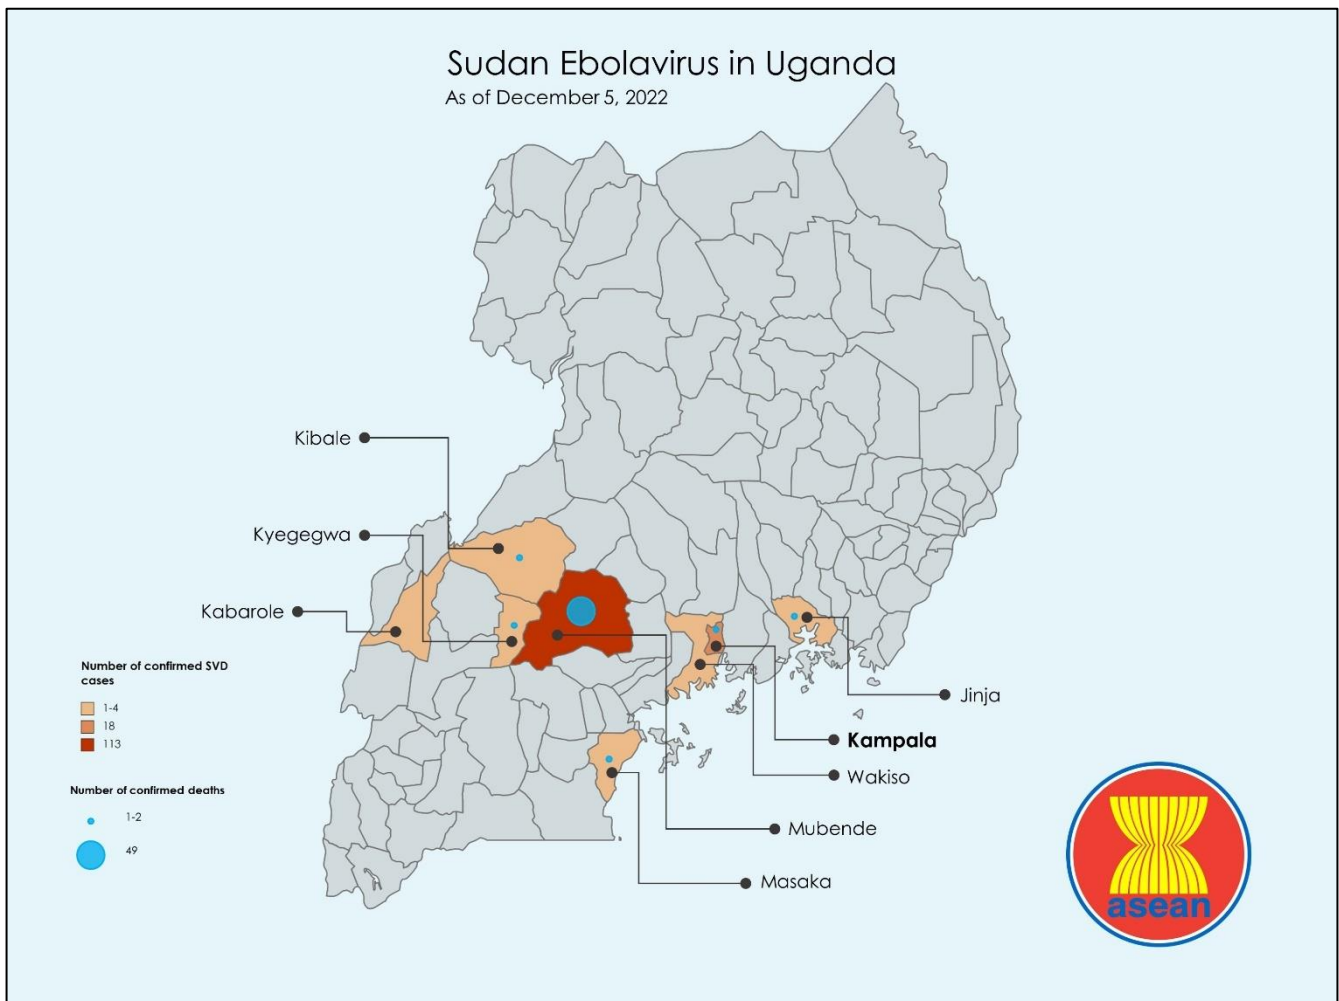 Sudan Ebolavirus in Uganda
As of December 5, 2022
Kibale
Kyegegwa
Kabarole
Number of confirmed SVD
cases
1-4
18
113
Number of confirmed deaths
1-2
49
Jinja
Kampala
Wakiso
Mubende
Masaka
asean